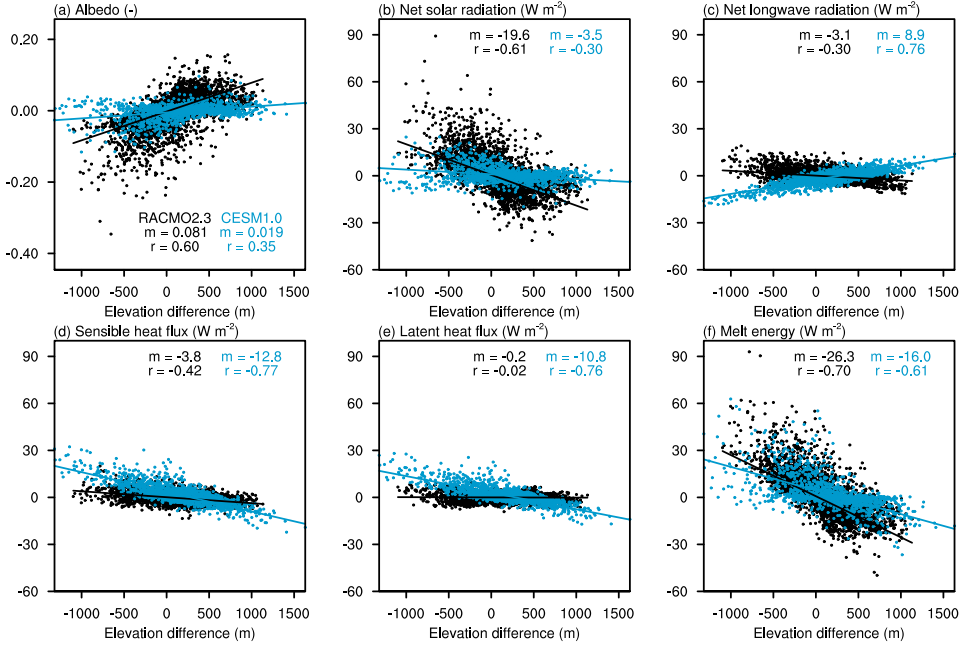 (a) Albedo (-)
0.20
0.00
-0.20
-0.40
RACMO2.3 CESM1.0
m = 0.081 m = 0.019
r = 0.60 r = 0.35
-1000 -500 0 500 1000 1500
Elevation difference (m)
(b) Net solar radiation (W m-2)
90
60
30
0
-30
-60
m = -19.6 m = -3.5
r = -0.61 r = -0.30
-1000 -500 0 500 1000 1500
Elevation difference (m)
(c) Net longwave radiation (W m-2)
90
60
30
0
-30
-60
m = -3.1 m = 8.9
r = -0.30 r = 0.76
-1000 -500 0 500 1000 1500
Elevation difference (m)
(d) Sensible heat flux (W m-2)
90
60
30
0
-30
-60
m = -3.8 m = -12.8
r = -0.42 r = -0.77
-1000 -500 0 500 1000 1500
Elevation difference (m)
(e) Latent heat flux (W m-2)
90
60
30
0
-30
-60
m = -0.2 m = -10.8
r = -0.02 r = -0.76
-1000 -500 0 500 1000 1500
Elevation difference (m)
(f) Melt energy (W m-2)
90
60
30
0
-30
-60
m = -26.3 m = -16.0
r = -0.70 r = -0.61
-1000 -500 0 500 1000 1500
Elevation difference (m)